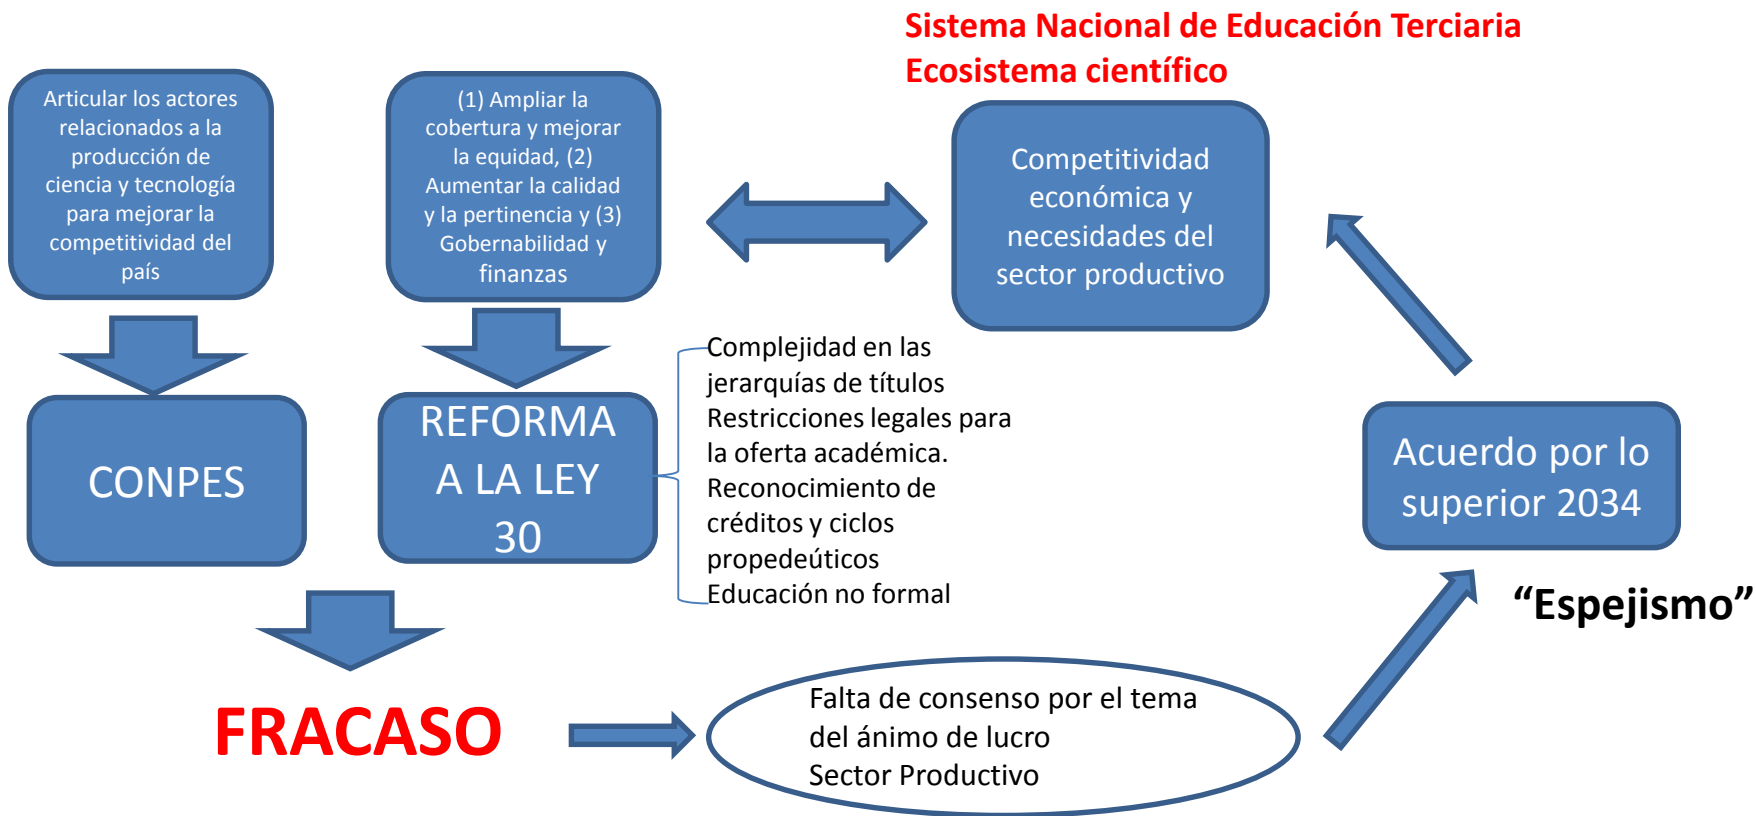 Sistema Nacional de Educación Terciaria
Ecosistema científico
Articular los actores
relacionados a la
producción de
ciencia y tecnología
para mejorar la
competitividad del
país
(1) Ampliar la
cobertura y mejorar
la equidad, (2)
Aumentar la calidad
y la pertinencia y (3)
Gobernabilidad y
finanzas
Competitividad
económica y
necesidades del
sector productivo
CONPES
REFORMA
A LA LEY
30
Complejidad en las
jerarquías de títulos
Restricciones legales para
la oferta académica.
Reconocimiento de
créditos y ciclos
propedeúticos
Educación no formal
Acuerdo por lo
superior 2034
“Espejismo”
FRACASO
Falta de consenso por el tema
del ánimo de lucro
Sector Productivo